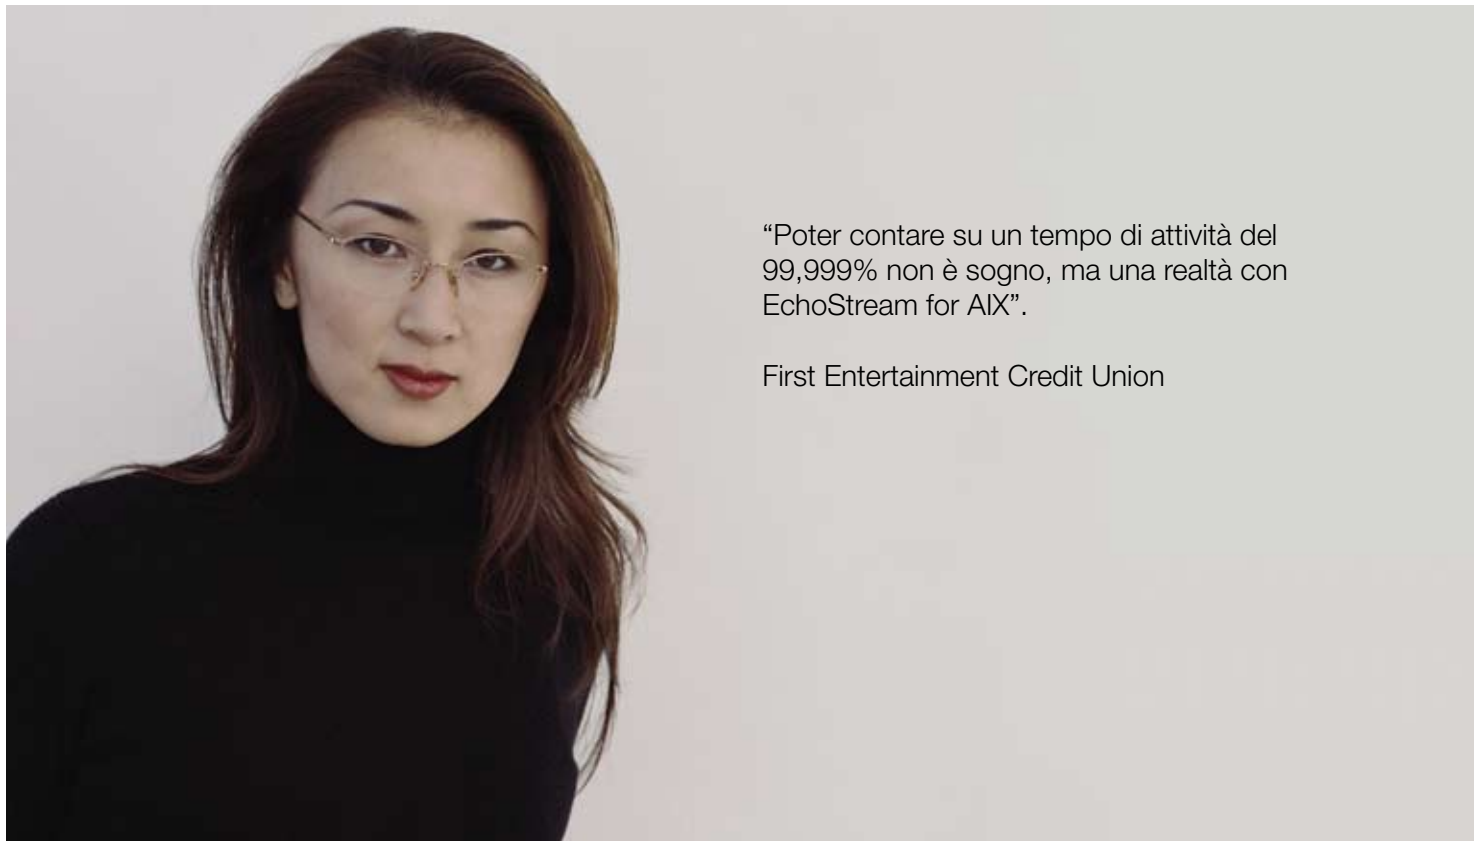 “Poter contare su un tempo di attività del
99,999% non è sogno, ma una realtà con
EchoStream for AIX”.
First Entertainment Credit Union